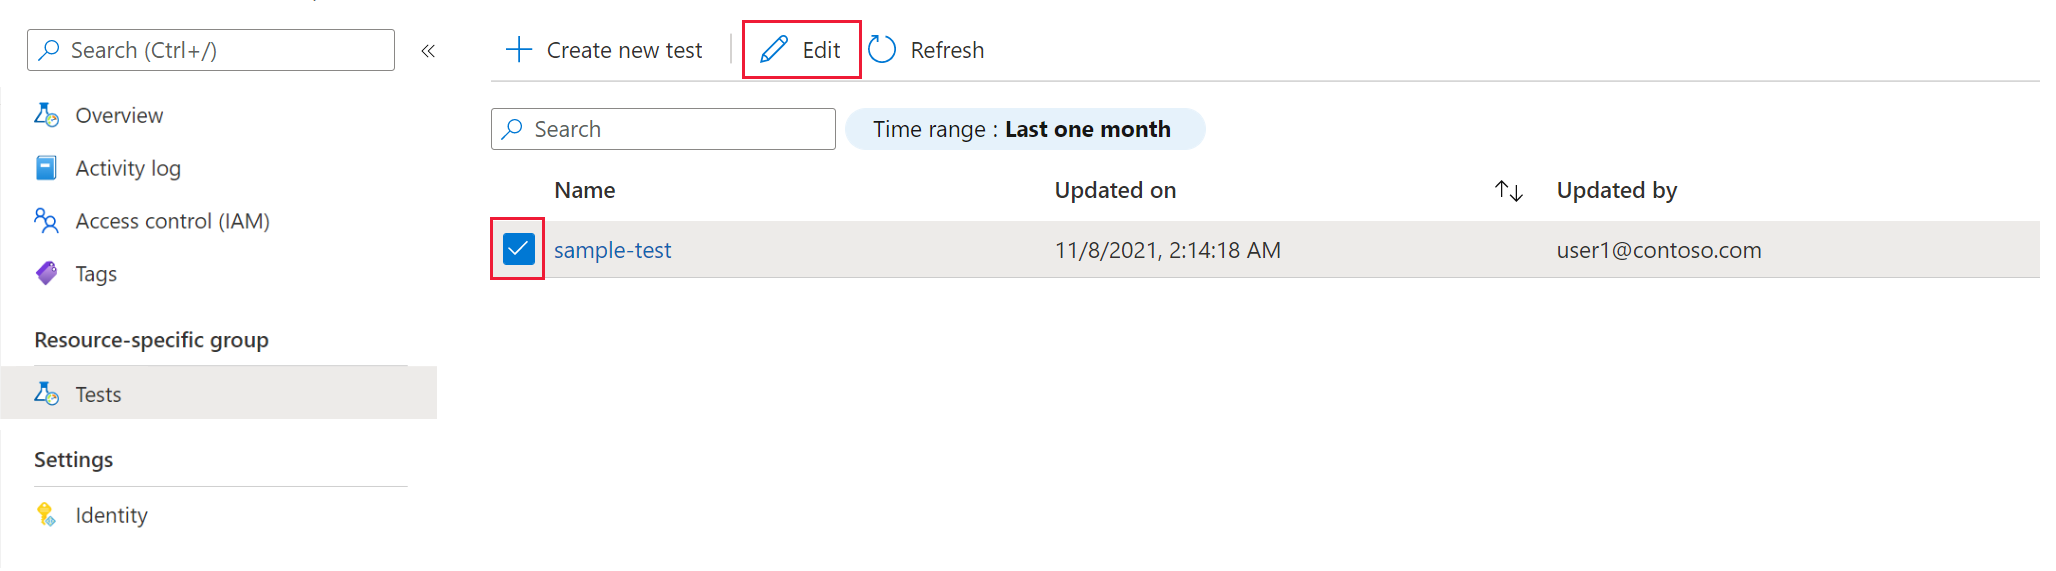 Search (Ctrl+/)
«
Create new test
Edit
Refresh
Overview
Activity log
Access control (IAM)
Tags
Resource-specific group
Tests
Settings
Identity
Search
Time range : Last one month
Name Updated on Updated by
sample-test 11/8/2021, 2:14:18 AM user1@contoso.com